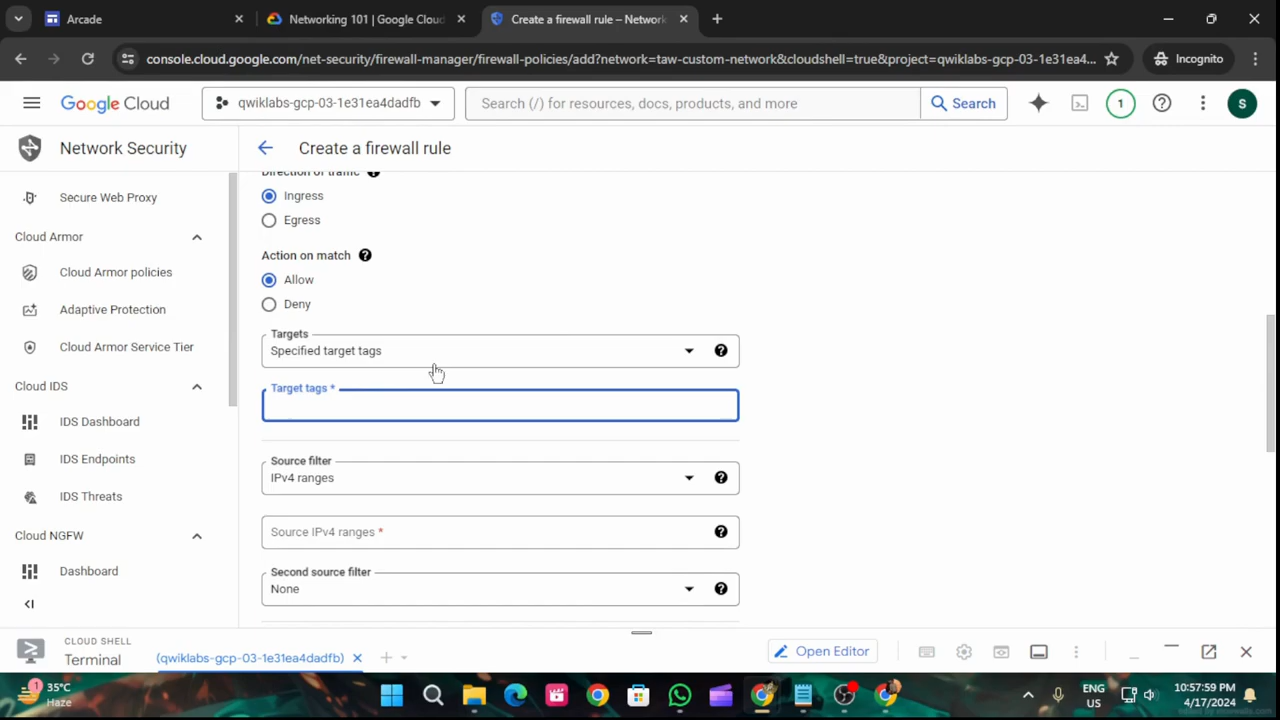 Arcade
Networking 101 | Google Cloud
Create a firewall rule – Network
console.cloud.google.com/net-security/firewall-manager/firewall-policies/add?network=taw-custom-network&cloudshell=true&project=qwiklabs-gcp-03-1e31ea4...
Incognito
Google Cloud
qwiklabs-gcp-03-1e31ea4dadfb
Search (/) for resources, docs, products, and more
Search
1
S
Network Security
Create a firewall rule
Direction of traffic
Secure Web Proxy
Ingress
Egress
Cloud Armor
Action on match
Cloud Armor policies
Allow
Deny
Adaptive Protection
Targets
Cloud Armor Service Tier
Specified target tags
Cloud IDS
Target tags *
IDS Dashboard
IDS Endpoints
Source filter
IPv4 ranges
IDS Threats
Source IPv4 ranges *
Cloud NGFW
Dashboard
Second source filter
None
CLOUD SHELL
Terminal
(qwiklabs-gcp-03-1e31ea4dadfb)
Open Editor
1
35°C
Haze
ENG
US
10:57:59 PM
4/17/2024